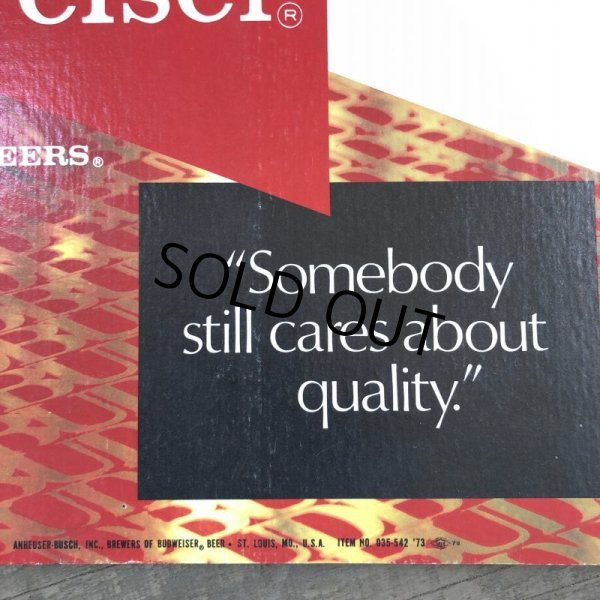 eiser®
EERS®
“Somebody
still cares about
quality.”
SOLD OUT
ANHEUSER-BUSCH, INC., BREWERS OF BUDWEISER® BEER • ST. LOUIS, MO., U.S.A. ITEM NO. 035-542 '73